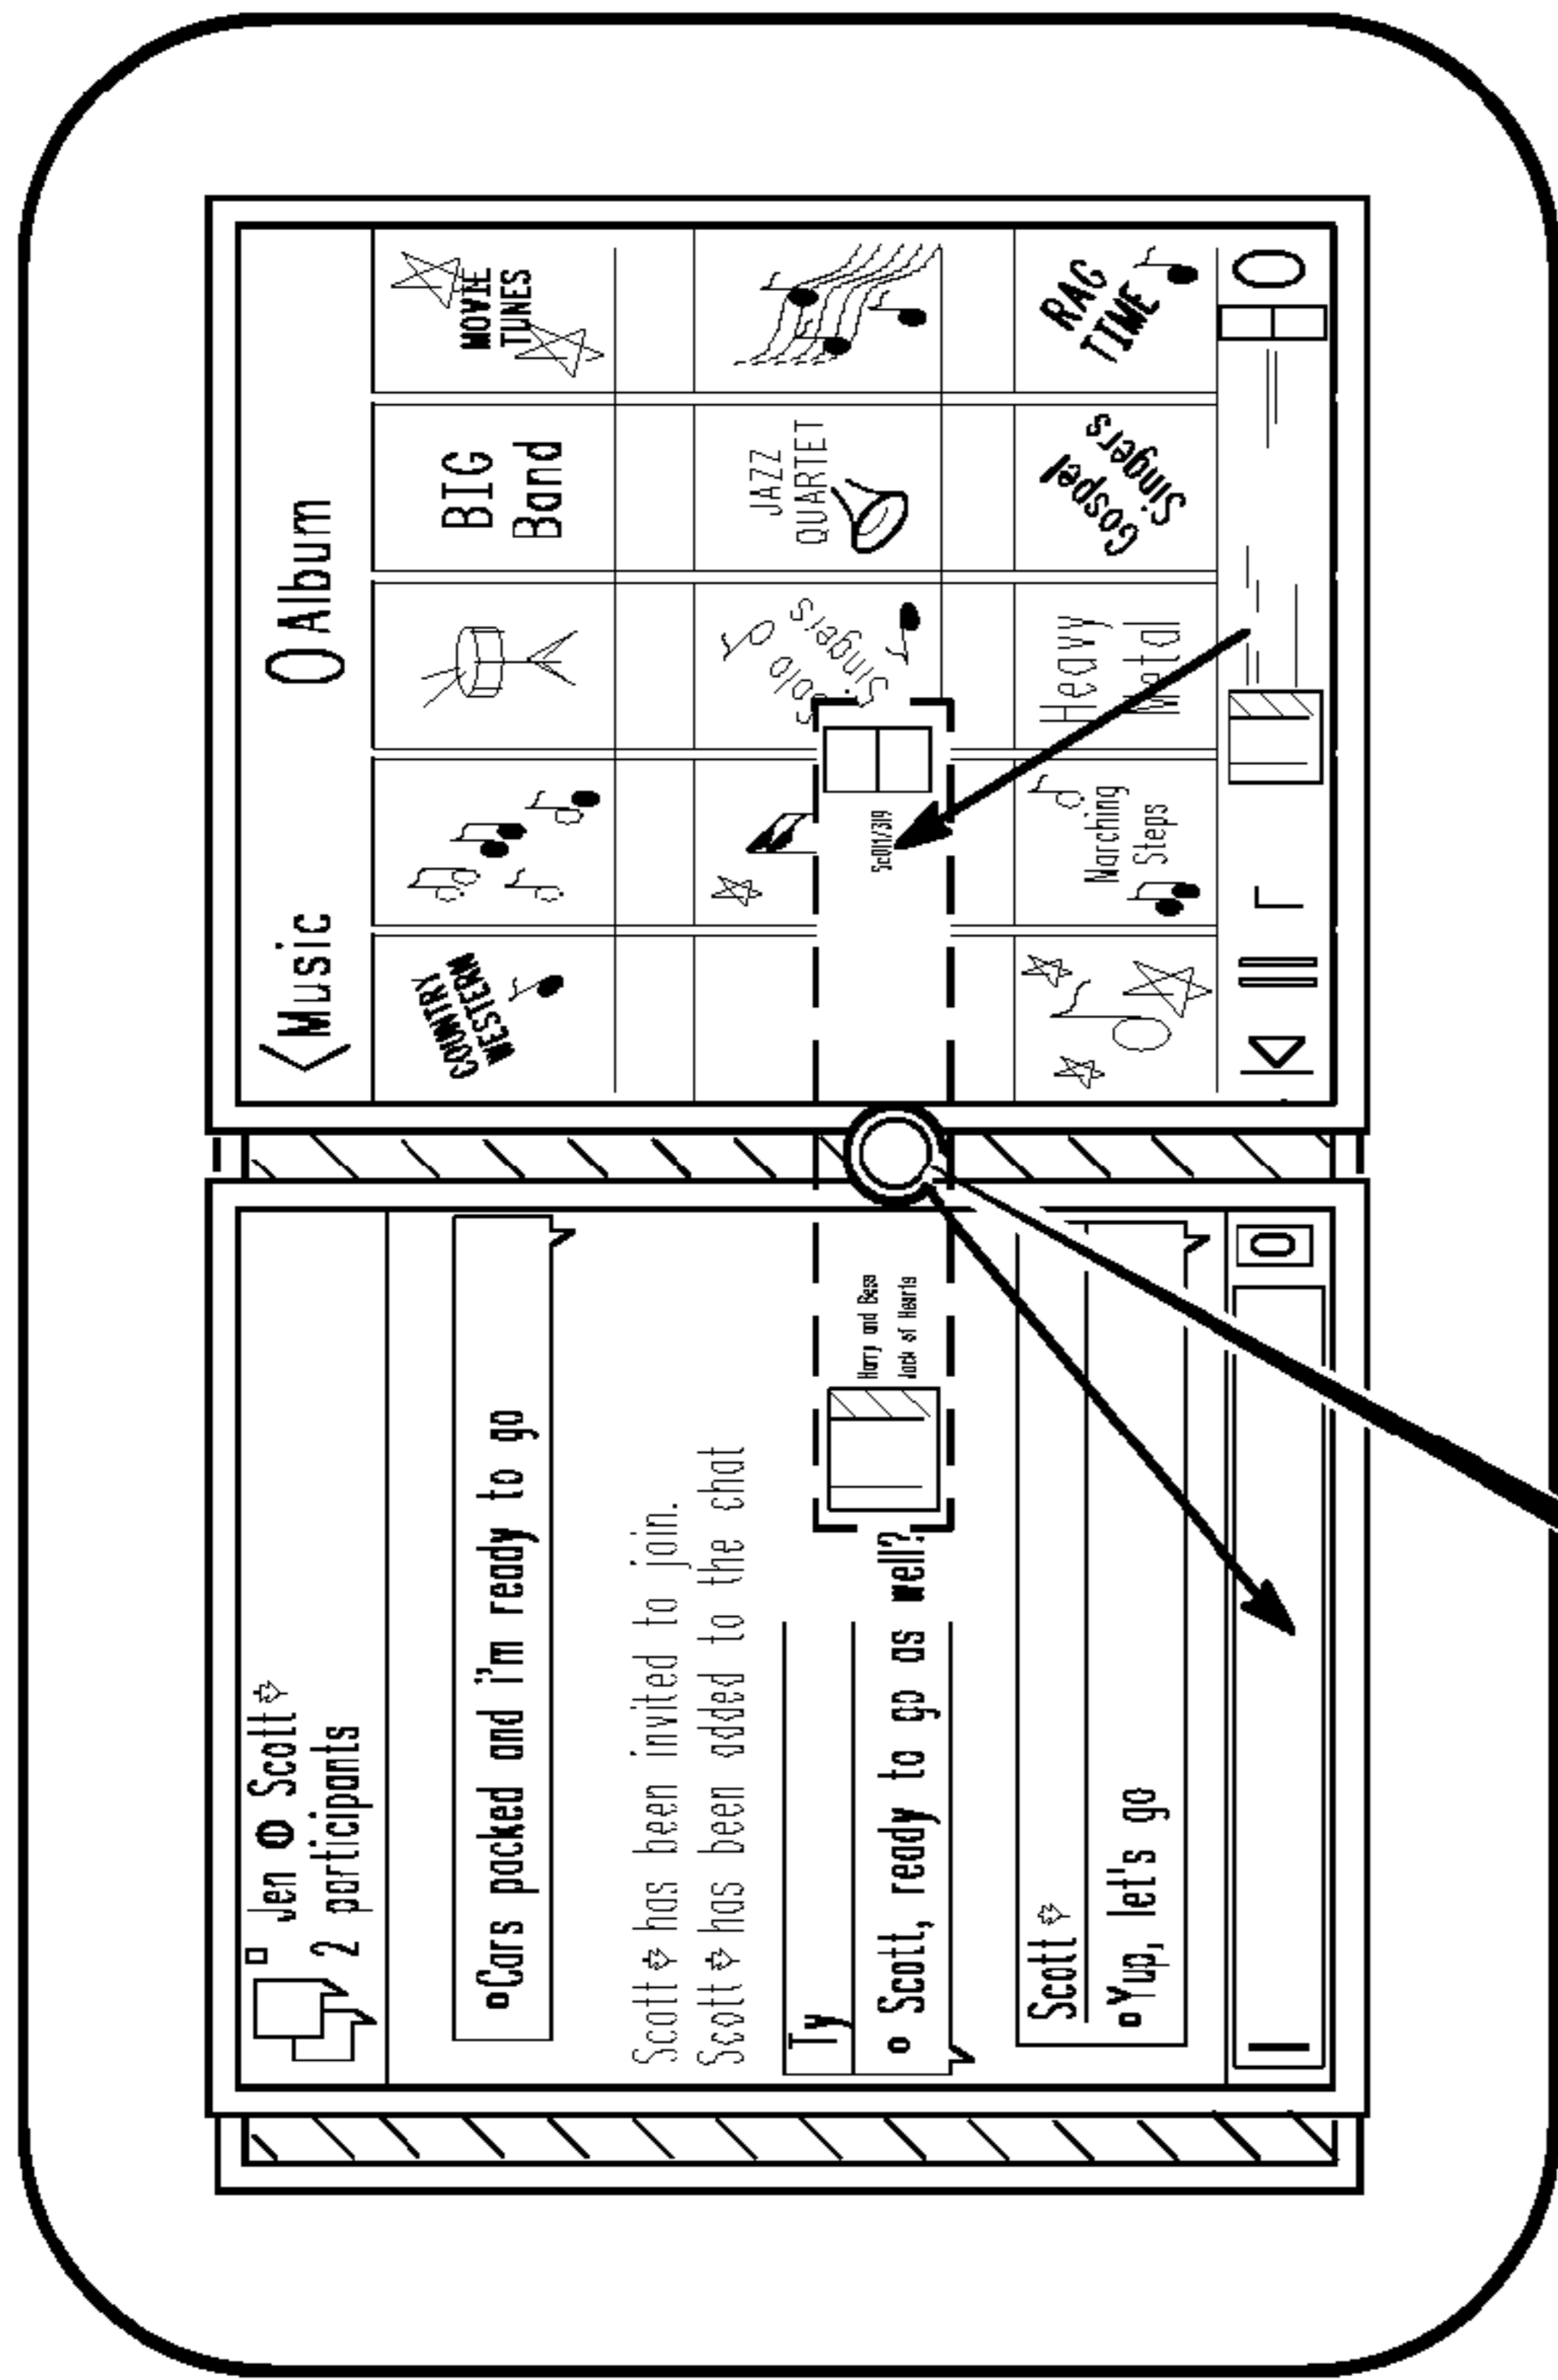 Jen Scott
2 participants
Cars packed and i'm ready to go
Scott has been invited to join.
Scott has been added to the chat
Ty
Scott, ready to go as well?
Scott
Yup, let's go
Harry and Bess
Jack of Hearts
<Music
Album
COUNTRY
WESTERN
BIG
Band
MOVIE
TUNES
Solo
Singers
JAZZ
QUARTET
Marching
Steps
Heavy
Metal
Gospel
Singers
RAG
TIME